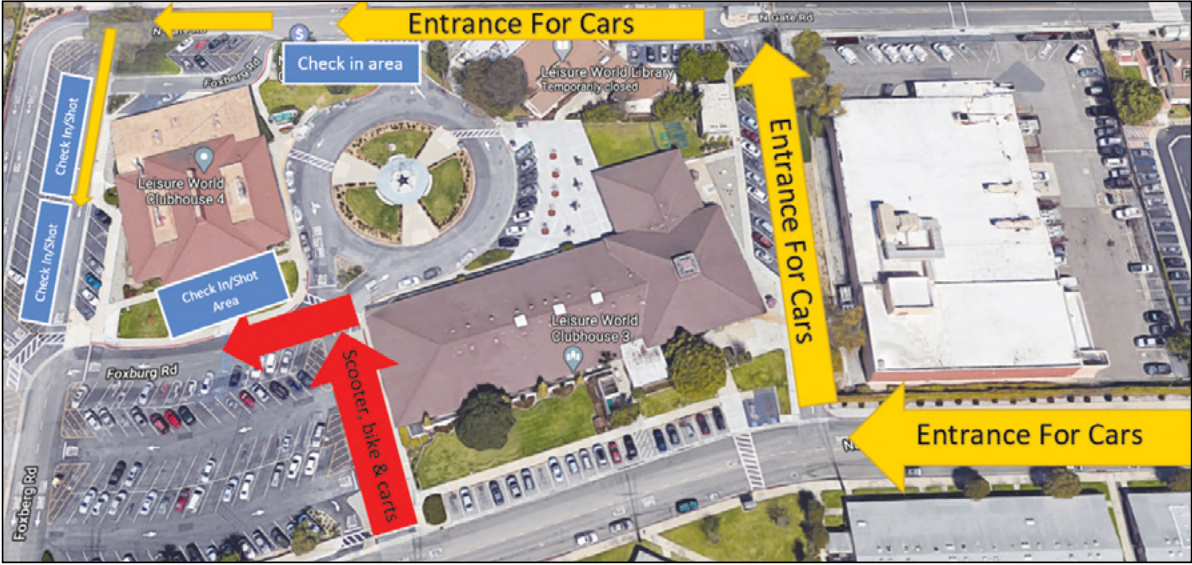 Entrance For Cars
N Gate Rd
Check in area
Foxberg Rd
Leisure World Library
Temporarily closed
Check In/Shot
Entrance For Cars
Leisure World
Clubhouse 4
Check In/Shot
Check In/Shot
Area
Leisure World
Clubhouse 3
Foxburg Rd
Scooter, bike & carts
Entrance For Cars
Foxberg Rd